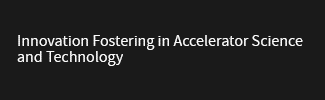 Innovation Fostering in Accelerator Science
and Technology